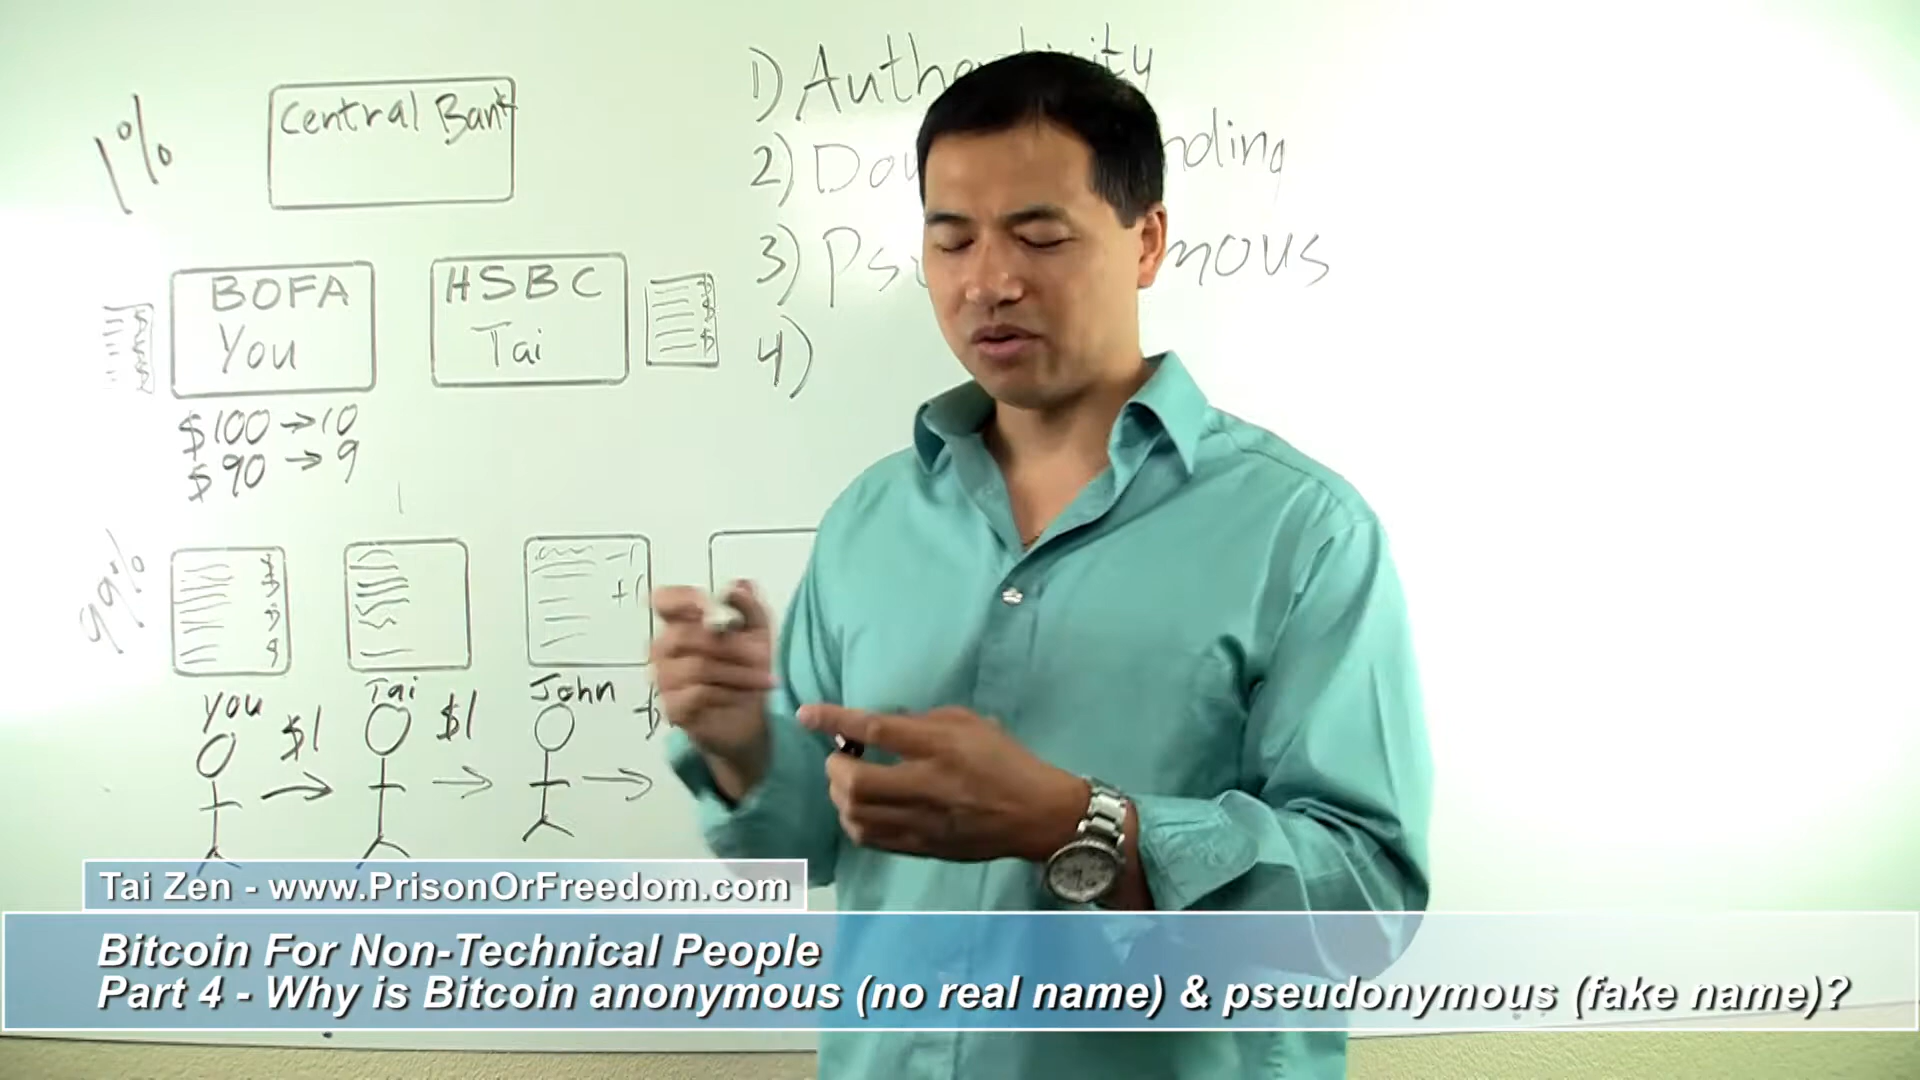 1%
Central Bank
BOFA
You
HSBC
Tai
$100 → 10
$90 → 9
1)
2)
3)
4)
99%
-1
+1
You
$1
Tai
$1
John
Tai Zen - www.PrisonOrFreedom.com
Bitcoin For Non-Technical People
Part 4 - Why is Bitcoin anonymous (no real name) & pseudonymous (fake name)?